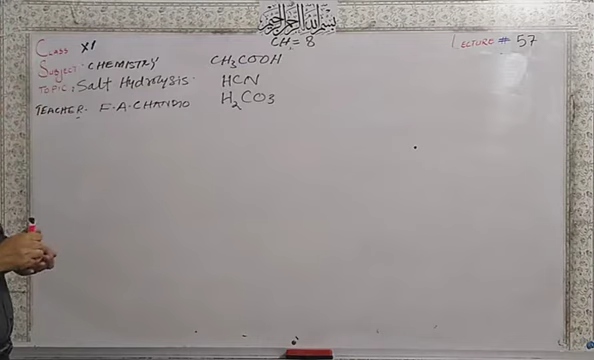 بسم الله الرحمن الرحيم
CH = 8
Class XI
LECTURE # 57
SUBJECT: CHEMISTRY
CH₃COOH
TOPIC: Salt Hydrolysis.
HCN
TEACHER. F.A.CHANDIO
H₂CO₃